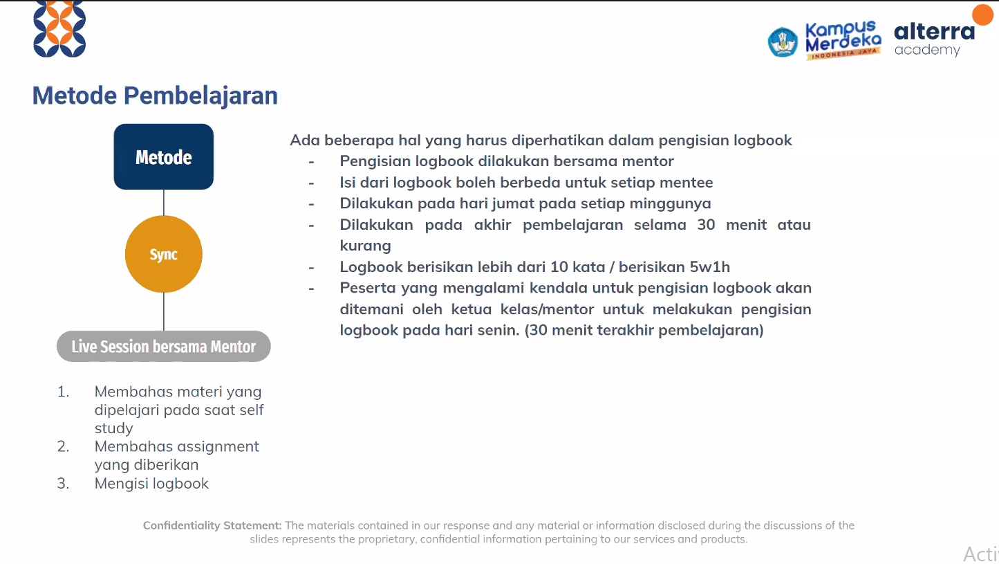 Kampus
Merdeka
INDONESIA JAYA
alterra
academy
Metode Pembelajaran
Metode
Sync
Live Session bersama Mentor
1. Membahas materi yang
dipelajari pada saat self
study
2. Membahas assignment
yang diberikan
3. Mengisi logbook
Ada beberapa hal yang harus diperhatikan dalam pengisian logbook
- Pengisian logbook dilakukan bersama mentor
- Isi dari logbook boleh berbeda untuk setiap mentee
- Dilakukan pada hari jumat pada setiap minggunya
- Dilakukan pada akhir pembelajaran selama 30 menit atau
kurang
- Logbook berisikan lebih dari 10 kata / berisikan 5w1h
- Peserta yang mengalami kendala untuk pengisian logbook akan
ditemani oleh ketua kelas/mentor untuk melakukan pengisian
logbook pada hari senin. (30 menit terakhir pembelajaran)
Confidentiality Statement: The materials contained in our response and any material or information disclosed during the discussions of the
slides represents the proprietary, confidential information pertaining to our services and products.